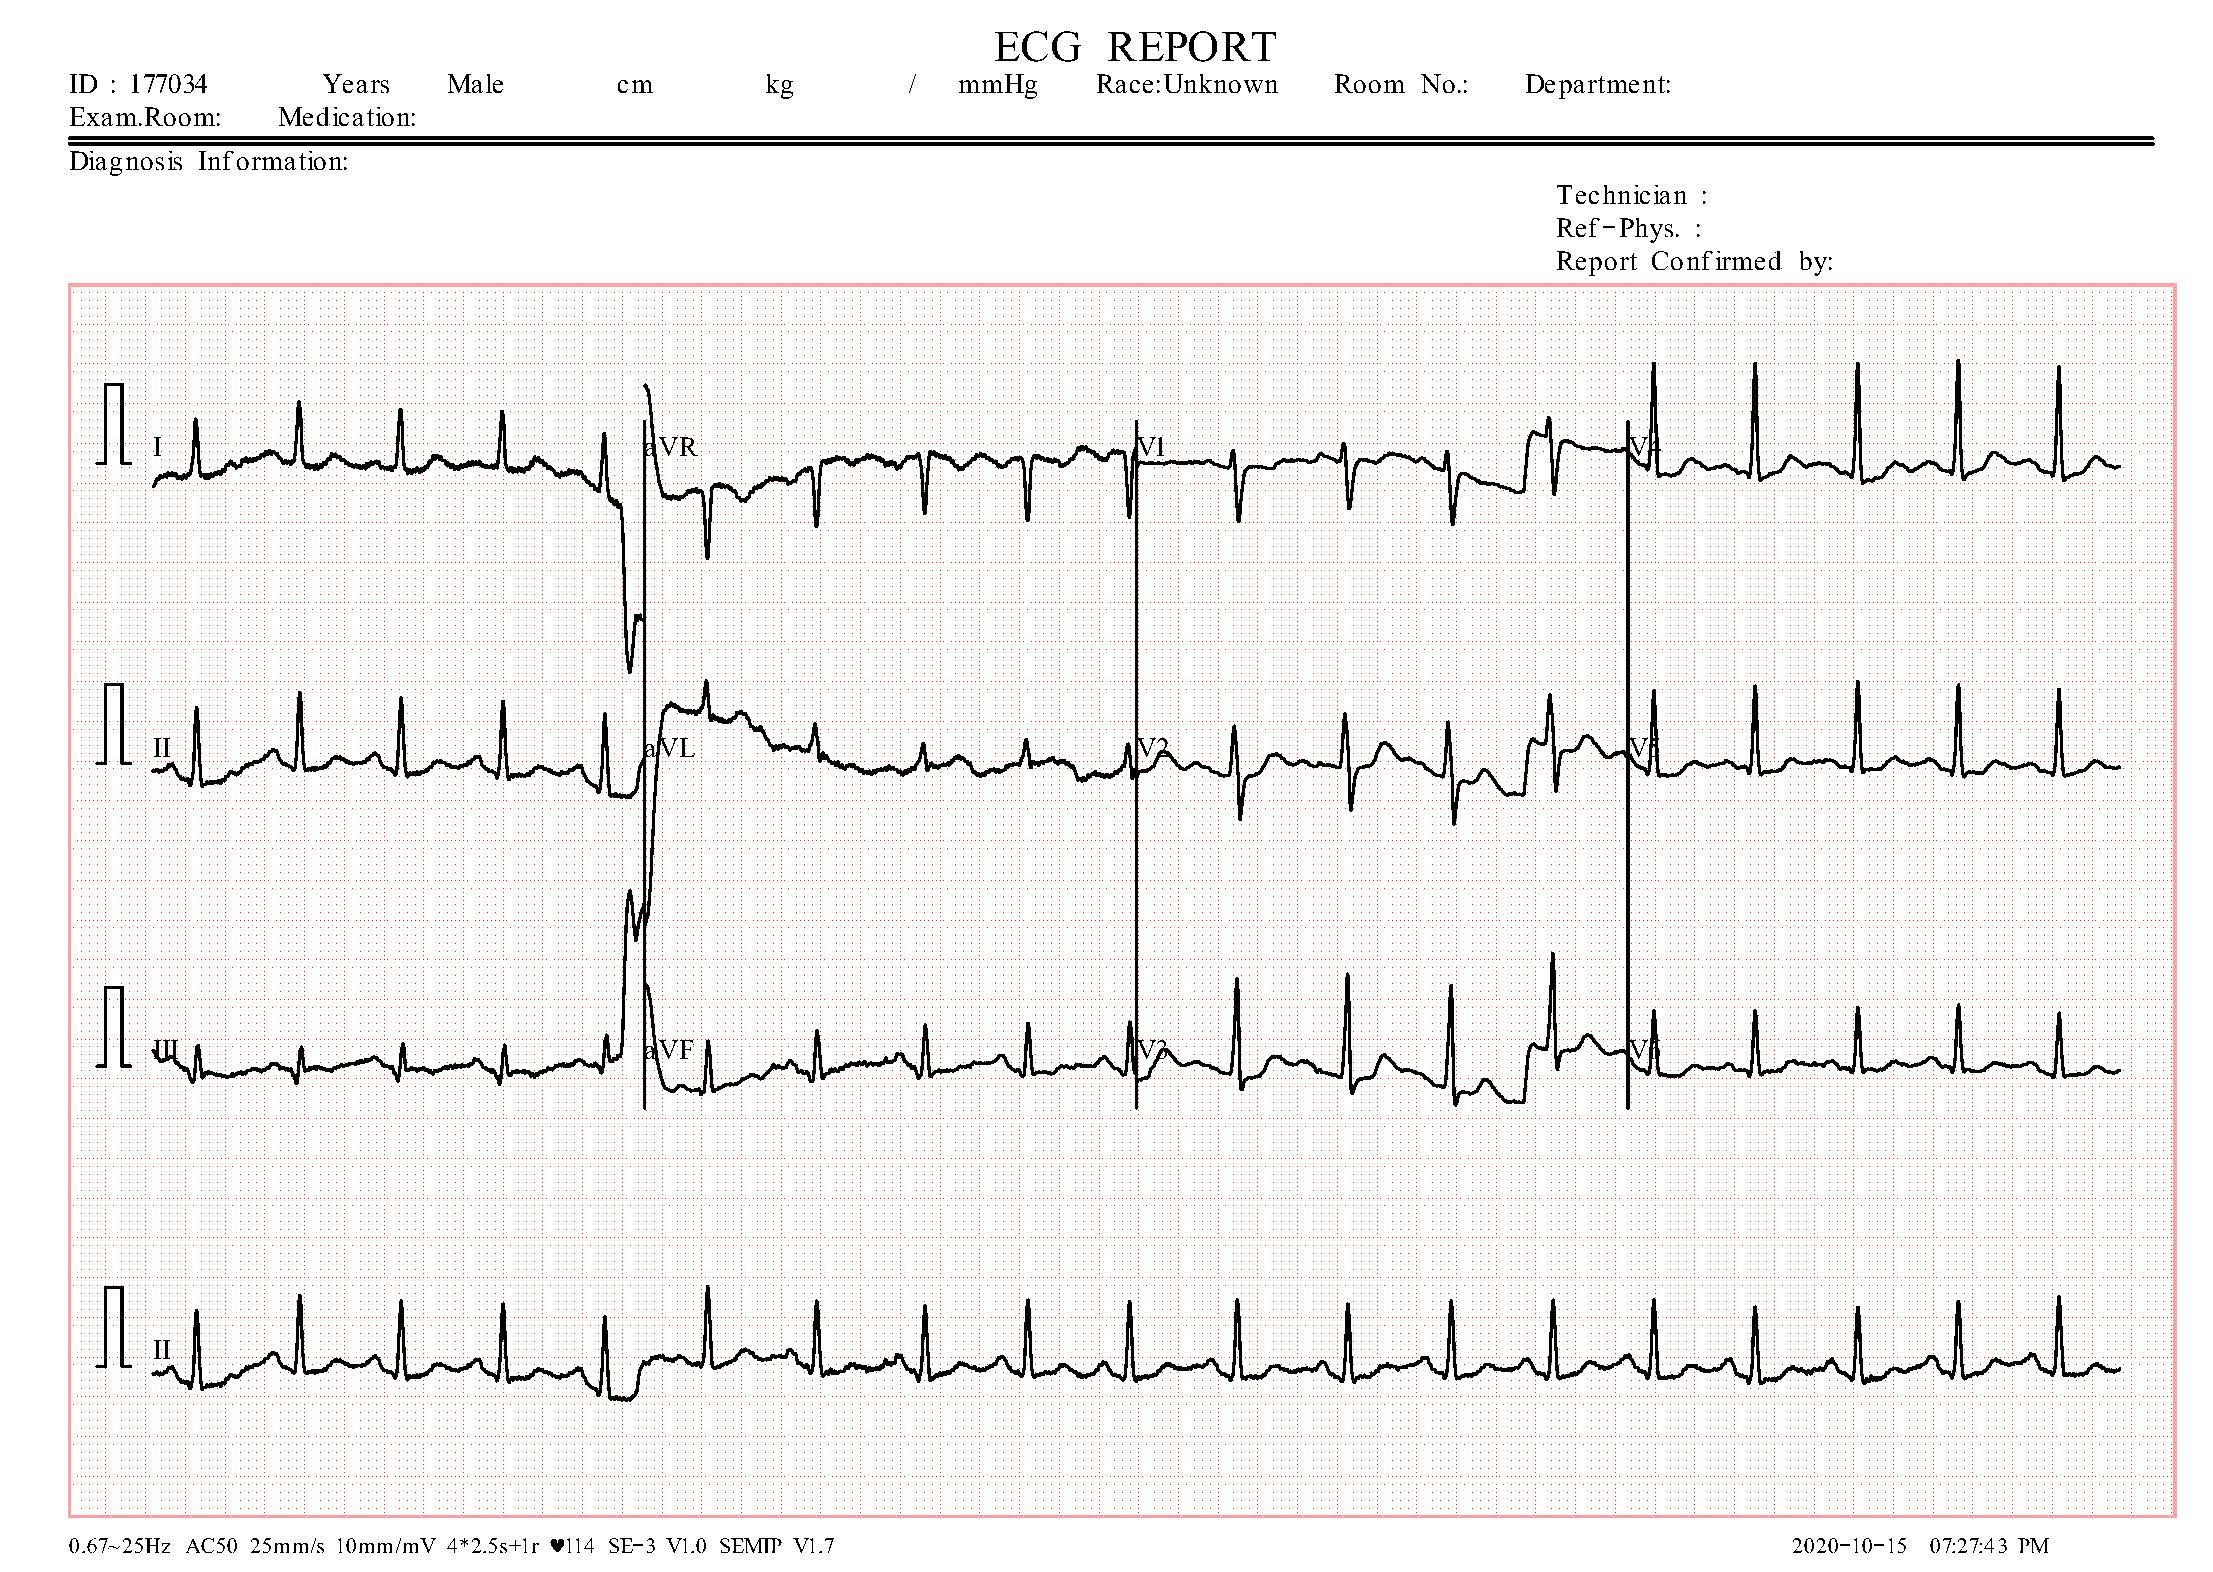 ECG REPORT
ID : 177034 Years Male cm kg / mmHg Race:Unknown Room No.: Department:
Exam.Room: Medication:
Diagnosis Information:
Technician :
Ref-Phys. :
Report Confirmed by:
I aVR V1 V4
II aVL V2 V5
III aVF V3
II
0.67~25Hz AC50 25mm/s 10mm/mV 4*2.5s+1r ♥114 SE-3 V1.0 SEMIP V1.7 2020-10-15 07:27:43 PM